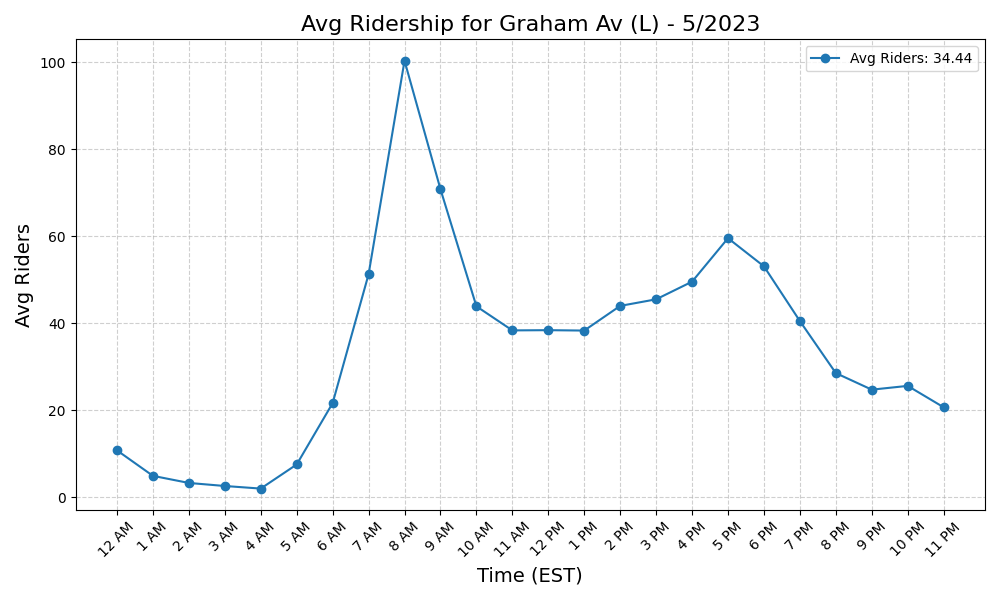 Avg Ridership for Graham Av (L) - 5/2023
Avg Riders: 34.44
Avg Riders
100
80
60
40
20
0
12 AM
1 AM
2 AM
3 AM
4 AM
5 AM
6 AM
7 AM
8 AM
9 AM
10 AM
11 AM
12 PM
1 PM
2 PM
3 PM
4 PM
5 PM
6 PM
7 PM
8 PM
9 PM
10 PM
11 PM
Time (EST)